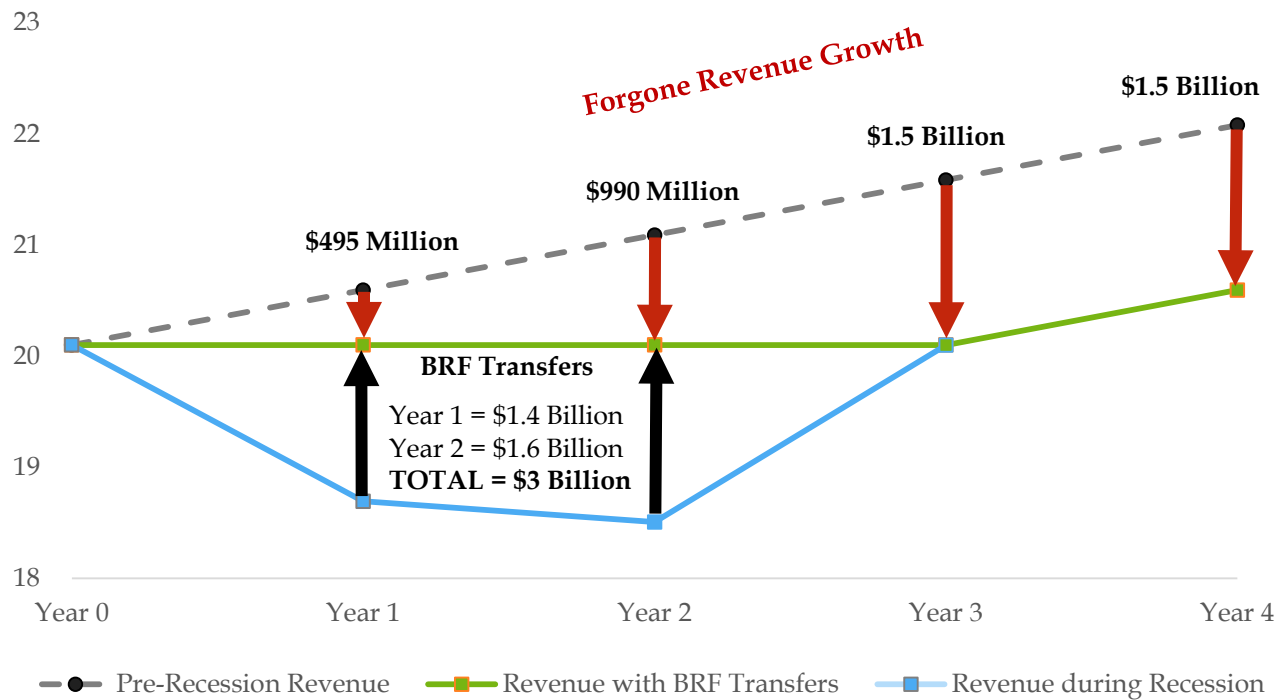 23
Forgone Revenue Growth
$1.5 Billion
22
$1.5 Billion
$990 Million
21
$495 Million
20
BRF Transfers
Year 1 = $1.4 Billion
Year 2 = $1.6 Billion
TOTAL = $3 Billion
19
18
Year 0
Year 1
Year 2
Year 3
Year 4
Pre-Recession Revenue
Revenue with BRF Transfers
Revenue during Recession